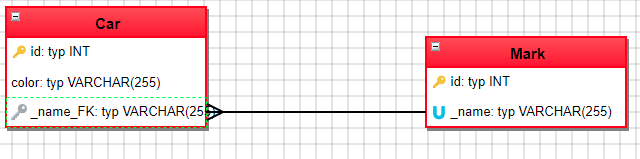 Car
id: typ INT
color: typ VARCHAR(255)
_name_FK: typ VARCHAR(255
Mark
id: typ INT
_name: typ VARCHAR(255)